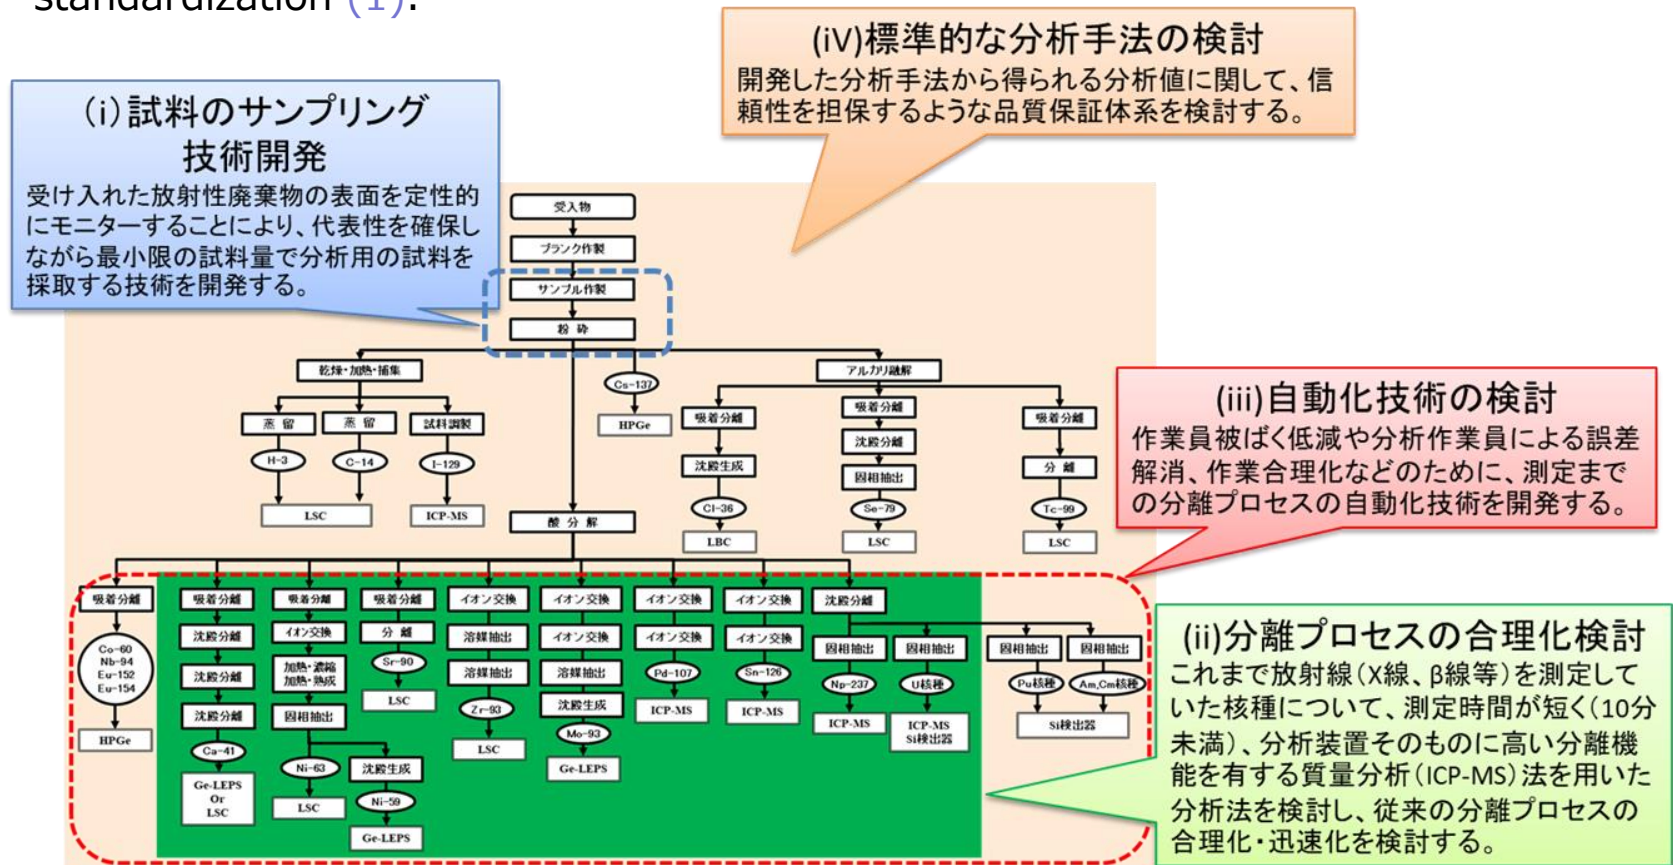 standardization (1).
(iV)標準的な分析手法の検討
開発した分析手法から得られる分析値に関して、信
頼性を担保するような品質保証体系を検討する。
(i)試料のサンプリング
技術開発
受け入れた放射性廃棄物の表面を定性的
にモニターすることにより、代表性を確保し
ながら最小限の試料量で分析用の試料を
採取する技術を開発する。
受入物
ブランク作製
サンプル作製
粉砕
乾燥・加熱・捕集
Cs-137
HPGe
アルカリ融解
蒸留
蒸留
試料調製
H-3
C-14
I-129
LSC
ICP-MS
吸着分離
沈殿生成
Cl-36
LBC
吸着分離
沈殿分離
固相抽出
Se-79
LSC
吸着分離
分離
Tc-99
LSC
(iii)自動化技術の検討
作業員被ばく低減や分析作業員による誤差
解消、作業合理化などのために、測定まで
の分離プロセスの自動化技術を開発する。
酸分解
吸着分離
Co-60
Nb-94
Eu-152
Eu-154
HPGe
吸着分離
沈殿分離
沈殿分離
沈殿分離
Ca-41
Ge-LEPS
Or
LSC
吸着分離
イオン交換
加熱・濃縮
加熱・熟成
固相抽出
Ni-63
LSC
沈殿生成
Ni-59
Ge-LEPS
吸着分離
分離
Sr-90
LSC
イオン交換
溶媒抽出
溶媒抽出
Zr-93
LSC
イオン交換
イオン交換
溶媒抽出
沈殿生成
Mo-93
Ge-LEPS
イオン交換
イオン交換
Pd-107
ICP-MS
イオン交換
イオン交換
Sn-126
ICP-MS
沈殿分離
固相抽出
Np-237
ICP-MS
固相抽出
U核種
ICP-MS
Si検出器
固相抽出
Pu核種
固相抽出
Am,Cm核種
Si検出器
(ii)分離プロセスの合理化検討
これまで放射線(X線、β線等)を測定して
いた核種について、測定時間が短く(10分
未満)、分析装置そのものに高い分離機
能を有する質量分析(ICP-MS)法を用いた
分析法を検討し、従来の分離プロセスの
合理化・迅速化を検討する。